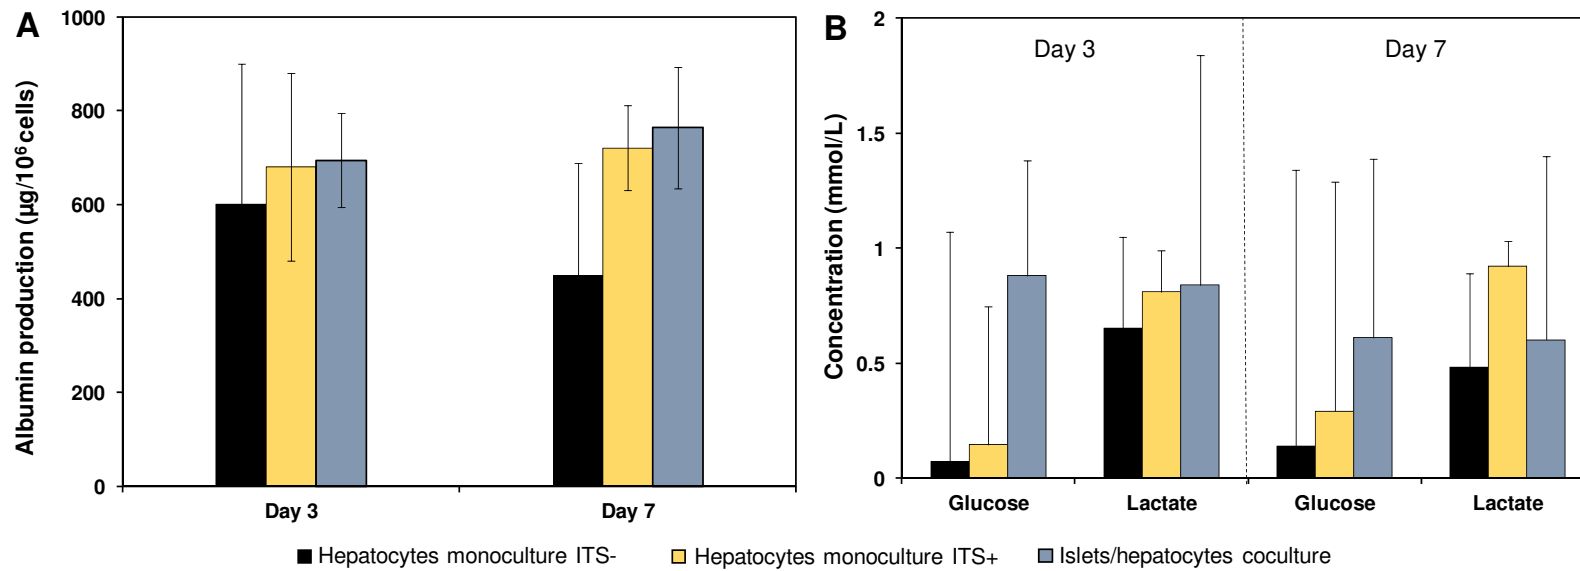 A
Albumin production (µg/10⁶ cells)
1000
800
600
400
200
0
Day 3
Day 7
B
Concentration (mmol/L)
2
1.5
1
0.5
0
Day 3
Day 7
Glucose
Lactate
Glucose
Lactate
Hepatocytes monoculture ITS-
Hepatocytes monoculture ITS+
Islets/hepatocytes coculture